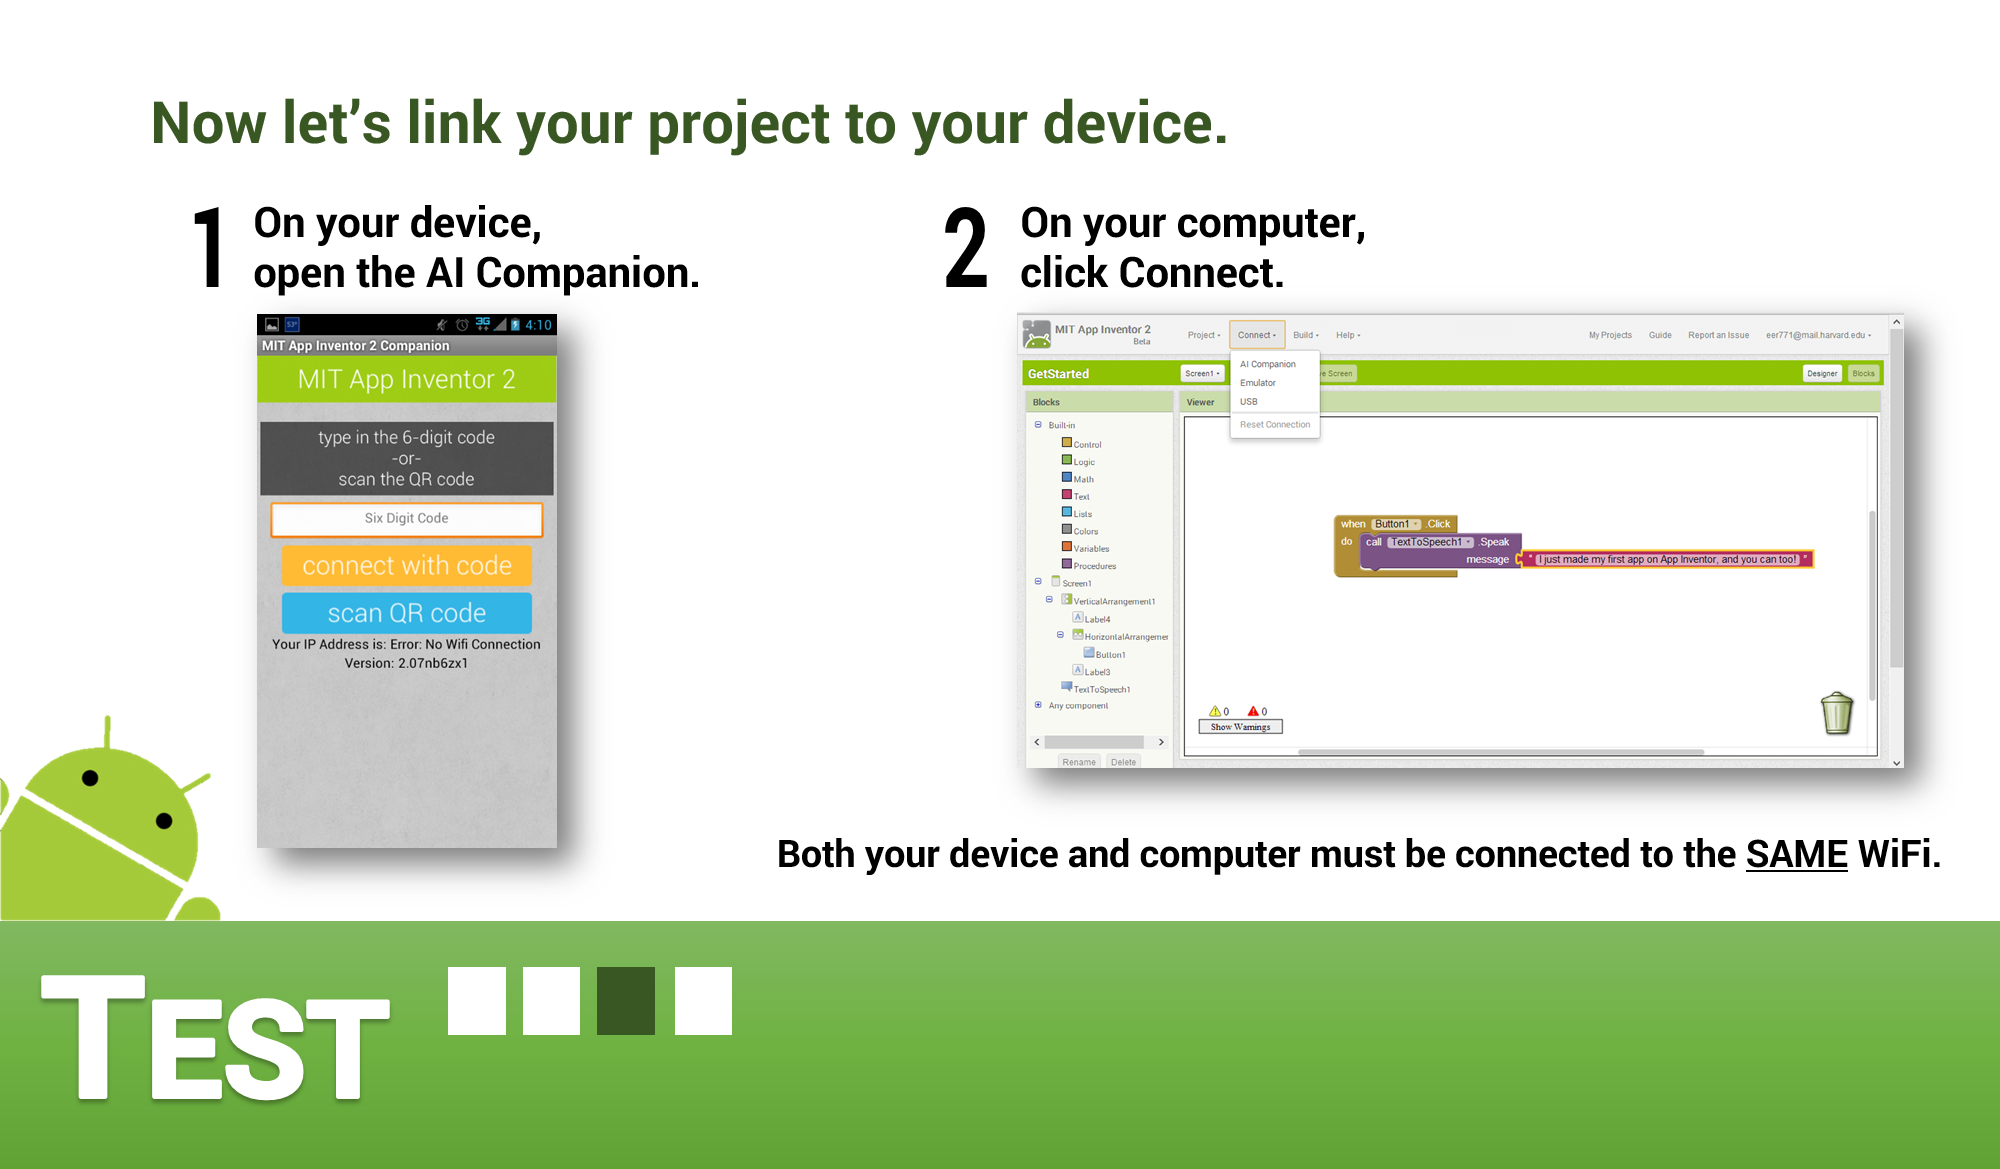 Now let's link your project to your device.
1
On your device,
open the AI Companion.
53°
3G
4:10
MIT App Inventor 2 Companion
MIT App Inventor 2
type in the 6-digit code
-or-
scan the QR code
Six Digit Code
connect with code
scan QR code
Your IP Address is: Error: No Wifi Connection
Version: 2.07nb6zx1
2
On your computer,
click Connect.
MIT App Inventor 2
Beta
Project
Connect
Build
Help
My Projects
Guide
Report an Issue
eer771@mail.harvard.edu
AI Companion
Emulator
USB
Reset Connection
GetStarted
Screen1
Screen
Designer
Blocks
Blocks
Viewer
Built-in
Control
Logic
Math
Text
Lists
Colors
Variables
Procedures
Screen1
VerticalArrangement1
A Label4
HorizontalArrangemer
Button1
A Label3
TextToSpeech1
Any component
Rename
Delete
when Button1 .Click
do call TextToSpeech1 .Speak
message " I just made my first app on App Inventor, and you can too! "
0 0
Show Warnings
Both your device and computer must be connected to the SAME WiFi.
TEST